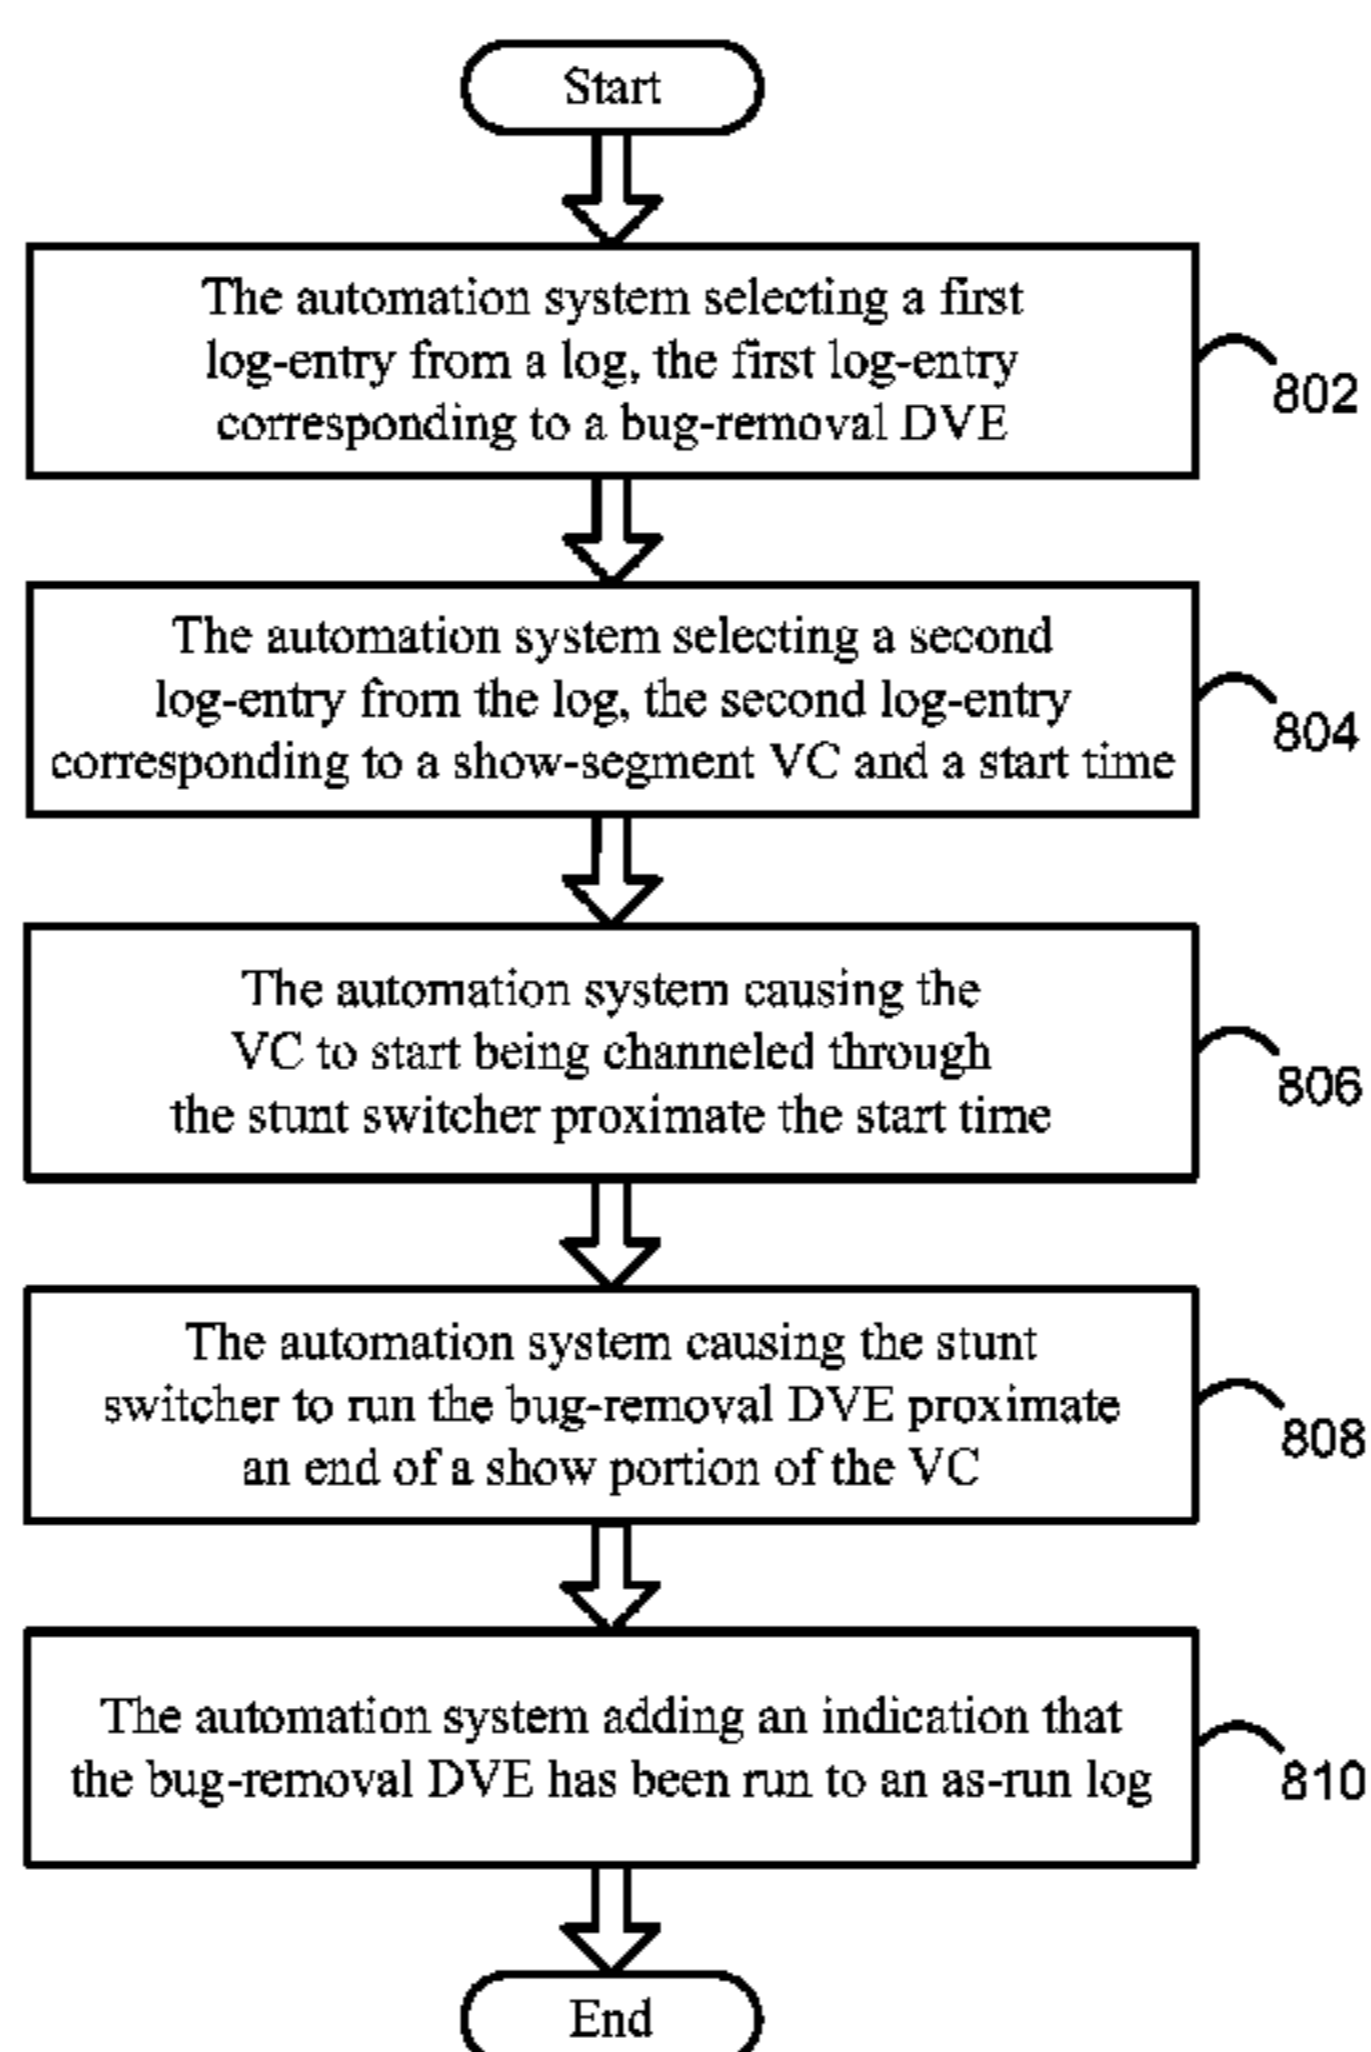 Start
The automation system selecting a first
log-entry from a log, the first log-entry
corresponding to a bug-removal DVE
802
The automation system selecting a second
log-entry from the log, the second log-entry
corresponding to a show-segment VC and a start time
804
The automation system causing the
VC to start being channeled through
the stunt switcher proximate the start time
806
The automation system causing the stunt
switcher to run the bug-removal DVE proximate
an end of a show portion of the VC
808
The automation system adding an indication that
the bug-removal DVE has been run to an as-run log
810
End